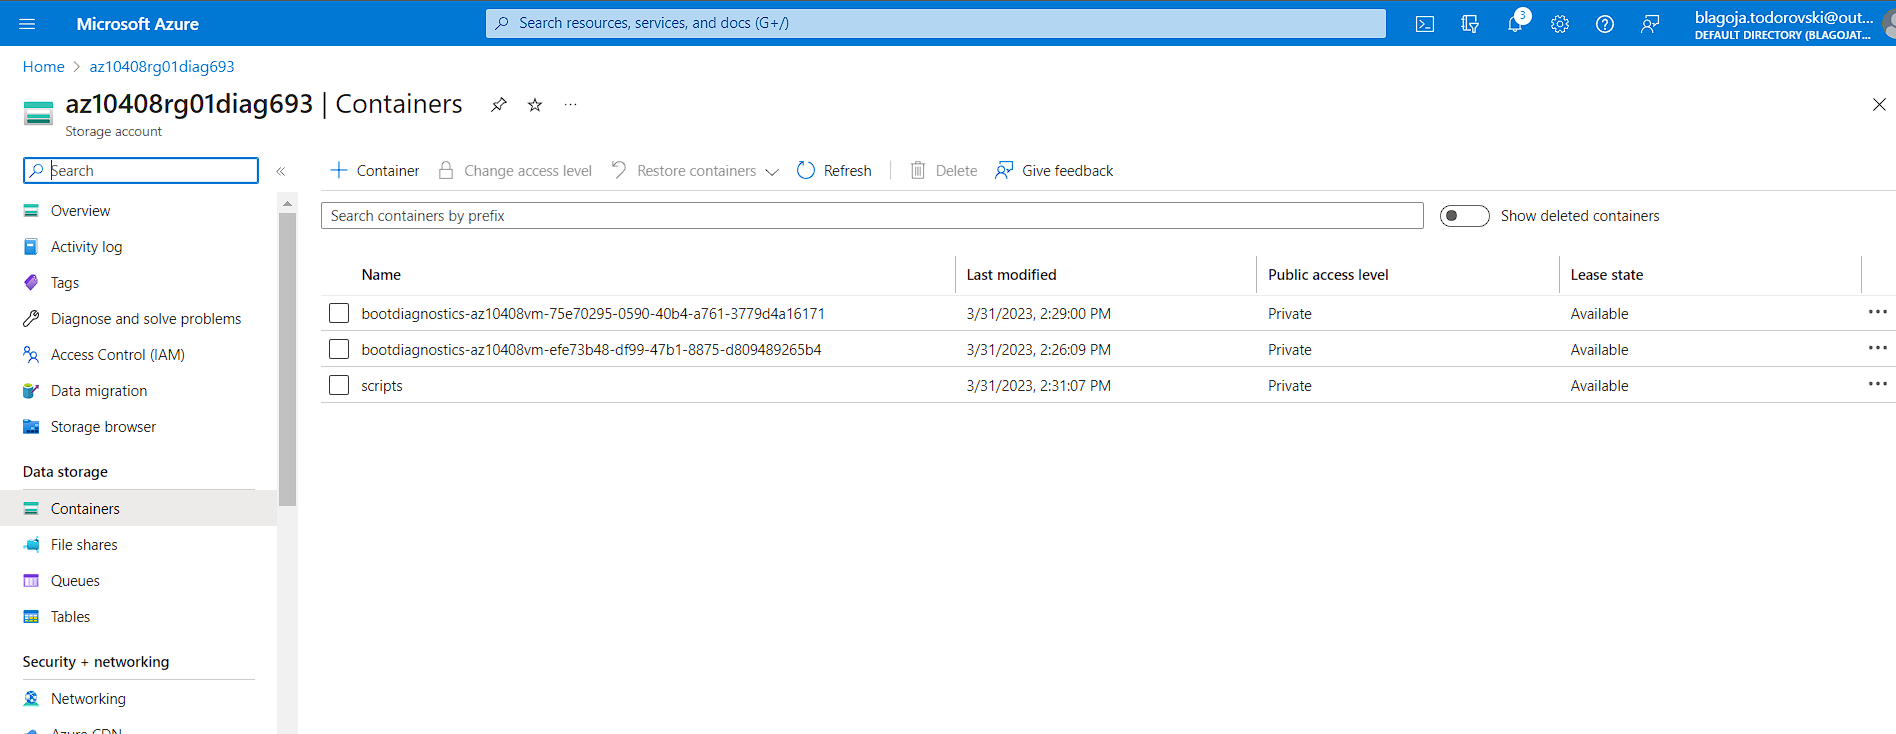 Microsoft Azure
Search resources, services, and docs (G+/)
3
blagoja.todorovski@out...
DEFAULT DIRECTORY (BLAGOJAT...
Home > az10408rg01diag693
az10408rg01diag693 | Containers
...
Storage account
Search
«
Container
Change access level
Restore containers
Refresh
Delete
Give feedback
Overview
Activity log
Tags
Diagnose and solve problems
Access Control (IAM)
Data migration
Storage browser
Data storage
Containers
File shares
Queues
Tables
Security + networking
Networking
Azure CDN
Search containers by prefix
Show deleted containers
Name Last modified Public access level Lease state
bootdiagnostics-az10408vm-75e70295-0590-40b4-a761-3779d4a16171 3/31/2023, 2:29:00 PM Private Available ...
bootdiagnostics-az10408vm-efe73b48-df99-47b1-8875-d809489265b4 3/31/2023, 2:26:09 PM Private Available ...
scripts 3/31/2023, 2:31:07 PM Private Available ...